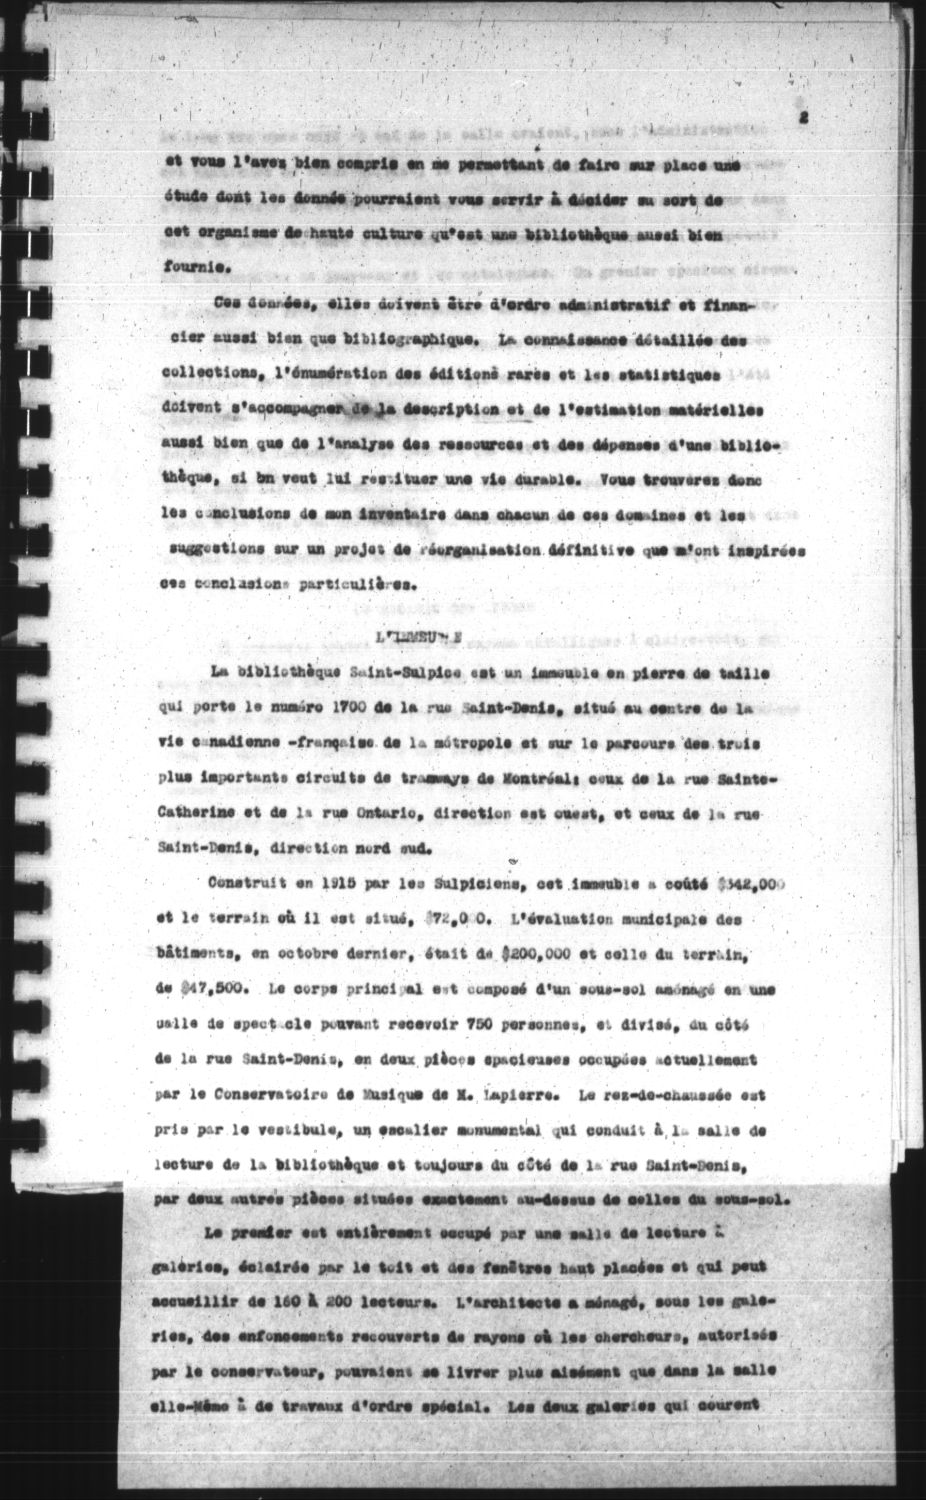 2
et vous l'avez bien compris en me permettant de faire sur place une
étude dont les donnés pourraient vous servir à décider su sort de
cet organisme de haute culture qu'est une bibliothèque aussi bien
fournie.
Ces données, elles doivent être d'ordre administratif et finan-
cier aussi bien que bibliographique. La connaissance détaillée des
collections, l'énumération des éditions rares et les statistiques
doivent s'accompagner de la description et de l'estimation matérielles
aussi bien que de l'analyse des ressources et des dépenses d'une biblio-
thèque, si on veut lui restituer une vie durable. Vous trouverez donc
les conclusions de mon inventaire dans chacun de ces domaines et les
suggestions sur un projet de réorganisation définitive que m'ont inspirées
ces conclusions particulières.
L'IMMEUBLE
La bibliothèque Saint-Sulpice est un immeuble en pierre de taille
qui porte le numéro 1700 de la rue Saint-Denis, situé au centre de la
vie canadienne -française de la métropole et sur le parcours des trois
plus importants circuits de tramways de Montréal: ceux de la rue Sainte-
Catherine et de la rue Ontario, direction est ouest, et ceux de la rue
Saint-Denis, direction nord sud.
Construit en 1915 par les Sulpiciens, cet immeuble a coûté $342,000
et le terrain où il est situé, $72,000. L'évaluation municipale des
bâtiments, en octobre dernier, était de $200,000 et celle du terrain,
de $47,500. Le corps principal est composé d'un sous-sol aménagé en une
salle de spectacle pouvant recevoir 750 personnes, et divisé, du côté
de la rue Saint-Denis, en deux pièces spacieuses occupées actuellement
par le Conservatoire de Musique de M. Lapierre. Le rez-de-chaussée est
pris par le vestibule, un escalier monumental qui conduit à la salle de
lecture de la bibliothèque et toujours du côté de la rue Saint-Denis,
par deux autres pièces situées exactement au-dessus de celles du sous-sol.
Le premier est entièrement occupé par une salle de lecture à
galeries, éclairée par le toit et des fenêtres haut placées et qui peut
accueillir de 160 à 200 lecteurs. L'architecte a ménagé, sous les gale-
ries, des enfoncements recouverts de rayons où les chercheurs, autorisés
par le conservateur, pouvaient se livrer plus aisément que dans la salle
elle-Même à de travaux d'ordre spécial. Les deux galeries qui courent